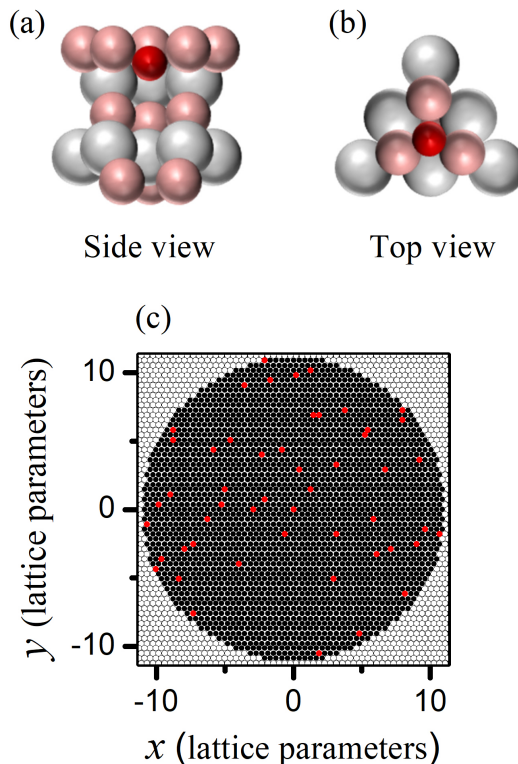 (a) (b)
Side view Top view
(c)
10
0
-10
y (lattice parameters)
-10 0 10
x (lattice parameters)